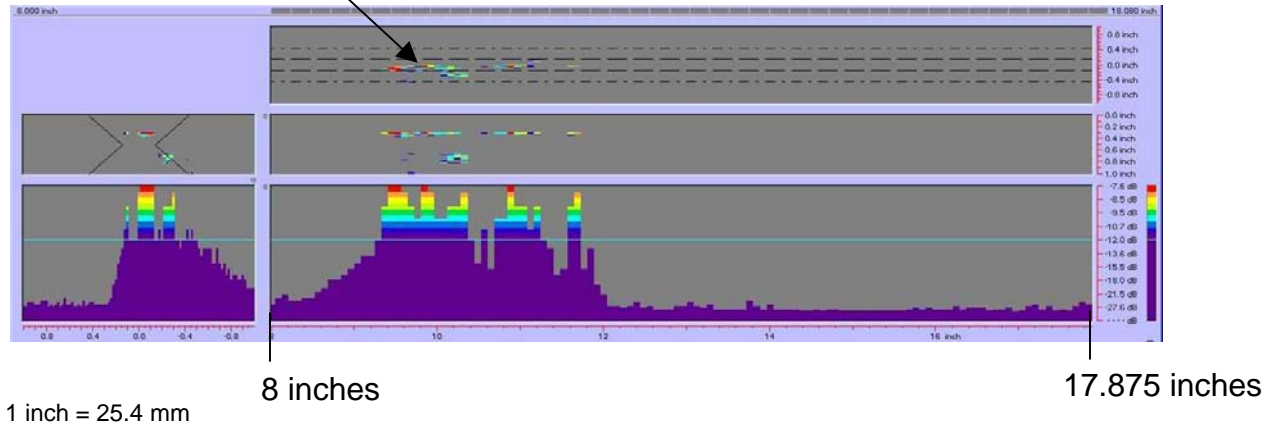 8.000 inch
18.080 inch
0.8 inch
0.4 inch
0.0 inch
-0.4 inch
-0.8 inch
0.0 inch
0.2 inch
0.4 inch
0.6 inch
0.8 inch
1.0 inch
-7.6 dB
-8.5 dB
-9.5 dB
-10.7 dB
-12.0 dB
-13.6 dB
-15.5 dB
-18.0 dB
-21.5 dB
-27.6 dB
---- dB
0.8 0.4 0.0 -0.4 -0.8
10 12 14 16 inch
8 inches
17.875 inches
1 inch = 25.4 mm